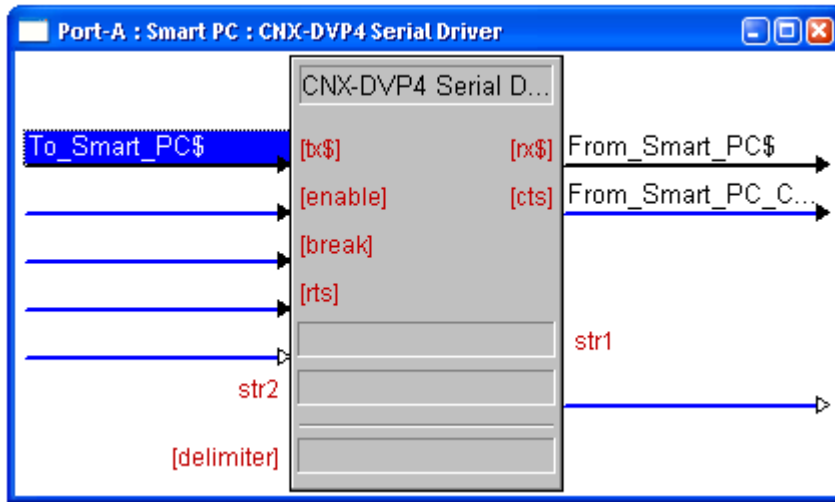 Port-A : Smart PC : CNX-DVP4 Serial Driver
CNX-DVP4 Serial D...
To_Smart_PC$ [tx$] [rx$] From_Smart_PC$
[enable] [cts] From_Smart_PC_C...
[break]
[rts]
str1
str2
[delimiter]